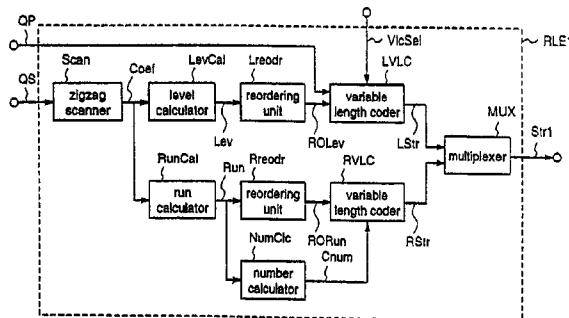 QP
VlcSel
RLE1
QS
Scan
Coef
LevCal
Lreodr
LVLC
zigzag
scanner
level
calculator
reordering
unit
variable
length coder
Lev
ROLev
LStr
MUX
Str1
multiplexer
RunCal
Run
Rreodr
RVLC
run
calculator
reordering
unit
variable
length coder
RORun
RStr
NumClc
Cnum
number
calculator